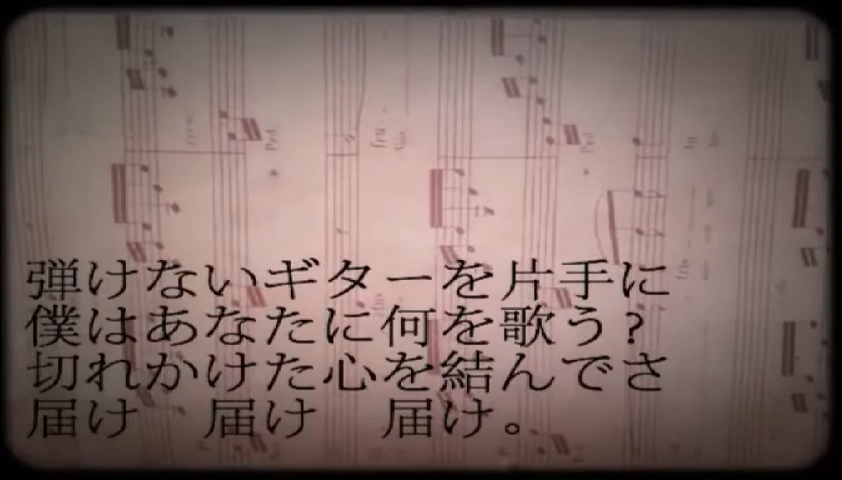 弾けないギターを片手に
僕はあなたに何を歌う?
切れかけた心を結んでさ
届け　届け　届け。